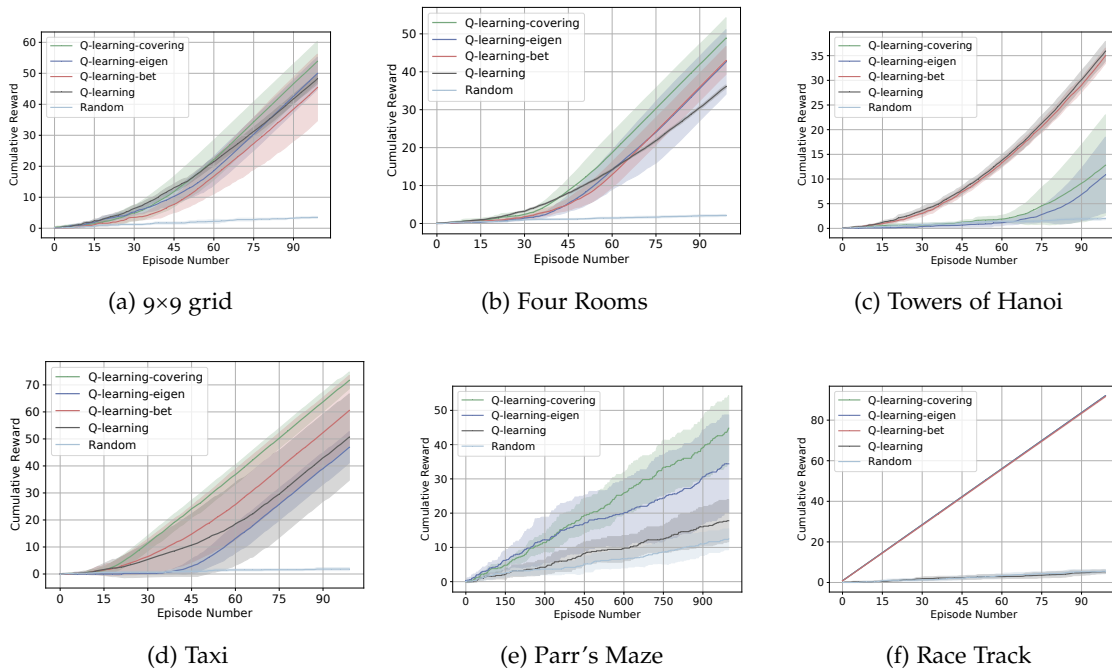 60
50
40
30
20
10
0
Cumulative Reward
Q-learning-covering
Q-learning-eigen
Q-learning-bet
Q-learning
Random
0 15 30 45 60 75 90
Episode Number
(a) 9×9 grid
50
40
30
20
10
0
Cumulative Reward
Q-learning-covering
Q-learning-eigen
Q-learning-bet
Q-learning
Random
0 15 30 45 60 75 90
Episode Number
(b) Four Rooms
35
30
25
20
15
10
5
0
Cumulative Reward
Q-learning-covering
Q-learning-eigen
Q-learning-bet
Q-learning
Random
0 15 30 45 60 75 90
Episode Number
(c) Towers of Hanoi
70
60
50
40
30
20
10
0
Cumulative Reward
Q-learning-covering
Q-learning-eigen
Q-learning-bet
Q-learning
Random
0 15 30 45 60 75 90
Episode Number
(d) Taxi
50
40
30
20
10
0
Cumulative Reward
Q-learning-covering
Q-learning-eigen
Q-learning
Random
0 150 300 450 600 750 900
Episode Number
(e) Parr's Maze
80
60
40
20
0
Cumulative Reward
Q-learning-covering
Q-learning-eigen
Q-learning-bet
Q-learning
Random
0 15 30 45 60 75 90
Episode Number
(f) Race Track